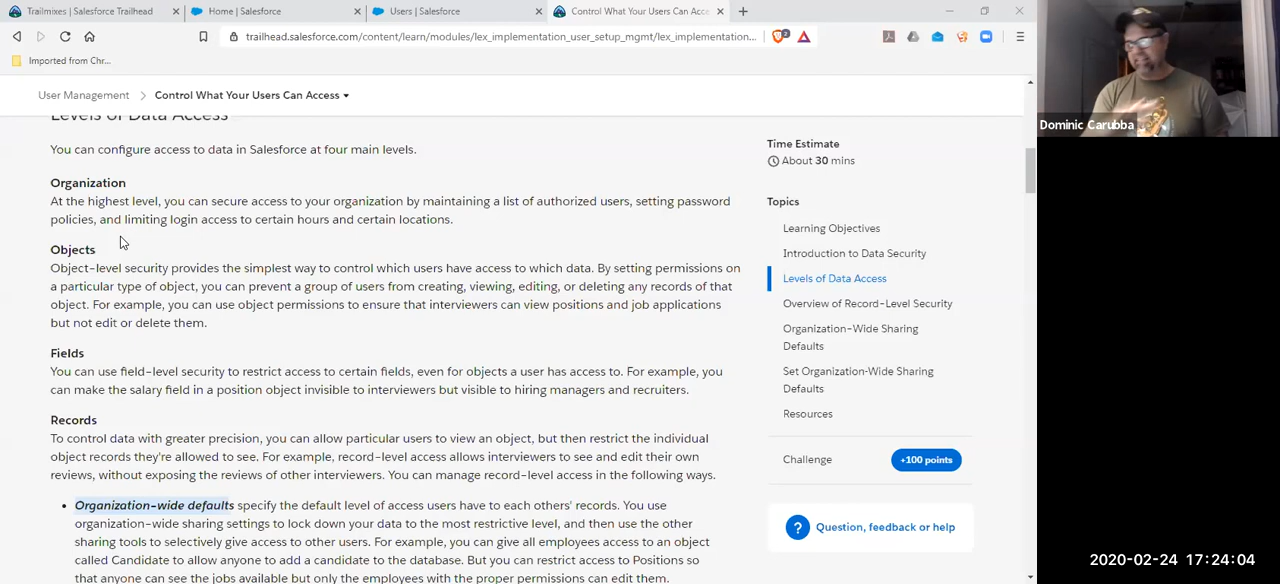 Trailmixes | Salesforce Trailhead
Home | Salesforce
Users | Salesforce
Control What Your Users Can Acce
trailhead.salesforce.com/content/learn/modules/lex_implementation_user_setup_mgmt/lex_implementation...
2
Imported from Chr...
User Management
Control What Your Users Can Access
Levels of Data Access
You can configure access to data in Salesforce at four main levels.
Organization
At the highest level, you can secure access to your organization by maintaining a list of authorized users, setting password
policies, and limiting login access to certain hours and certain locations.
Objects
Object-level security provides the simplest way to control which users have access to which data. By setting permissions on
a particular type of object, you can prevent a group of users from creating, viewing, editing, or deleting any records of that
object. For example, you can use object permissions to ensure that interviewers can view positions and job applications
but not edit or delete them.
Fields
You can use field-level security to restrict access to certain fields, even for objects a user has access to. For example, you
can make the salary field in a position object invisible to interviewers but visible to hiring managers and recruiters.
Records
To control data with greater precision, you can allow particular users to view an object, but then restrict the individual
object records they're allowed to see. For example, record-level access allows interviewers to see and edit their own
reviews, without exposing the reviews of other interviewers. You can manage record-level access in the following ways.
• Organization-wide defaults specify the default level of access users have to each others' records. You use
organization-wide sharing settings to lock down your data to the most restrictive level, and then use the other
sharing tools to selectively give access to other users. For example, you can give all employees access to an object
called Candidate to allow anyone to add a candidate to the database. But you can restrict access to Positions so
that anyone can see the jobs available but only the employees with the proper permissions can edit them.
Time Estimate
About 30 mins
Topics
Learning Objectives
Introduction to Data Security
Levels of Data Access
Overview of Record-Level Security
Organization-Wide Sharing
Defaults
Set Organization-Wide Sharing
Defaults
Resources
Challenge
+100 points
? Question, feedback or help
Dominic Carubba
2020-02-24 17:24:04